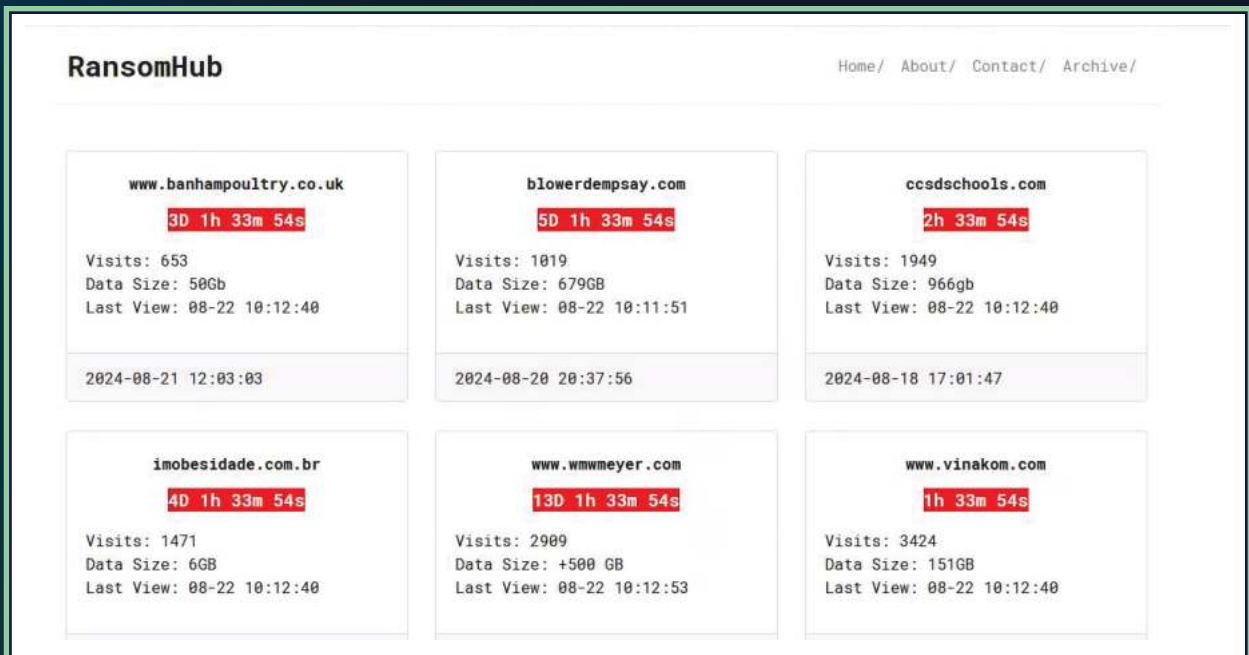 RansomHub
Home/ About/ Contact/ Archive/
www.banhampoultry.co.uk
3D 1h 33m 54s
Visits: 653
Data Size: 50Gb
Last View: 08-22 10:12:40
2024-08-21 12:03:03
blowerdempsay.com
5D 1h 33m 54s
Visits: 1019
Data Size: 679GB
Last View: 08-22 10:11:51
2024-08-20 20:37:56
ccsdschools.com
2h 33m 54s
Visits: 1949
Data Size: 966gb
Last View: 08-22 10:12:40
2024-08-18 17:01:47
imobesidade.com.br
4D 1h 33m 54s
Visits: 1471
Data Size: 6GB
Last View: 08-22 10:12:40
www.wmwmeyer.com
13D 1h 33m 54s
Visits: 2909
Data Size: +500 GB
Last View: 08-22 10:12:53
www.vinakom.com
1h 33m 54s
Visits: 3424
Data Size: 151GB
Last View: 08-22 10:12:40